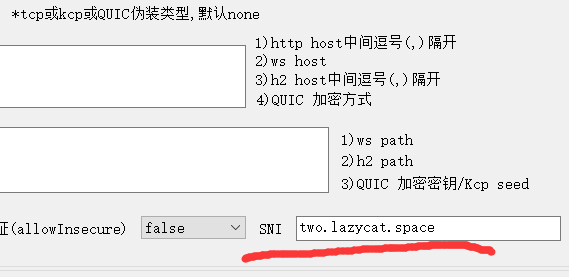 *tcp或kcp或QUIC伪装类型,默认none
1)http host中间逗号(,)隔开
2)ws host
3)h2 host中间逗号(,)隔开
4)QUIC 加密方式
1)ws path
2)h2 path
3)QUIC 加密密钥/Kcp seed
证(allowInsecure) false SNI two.lazycat.space